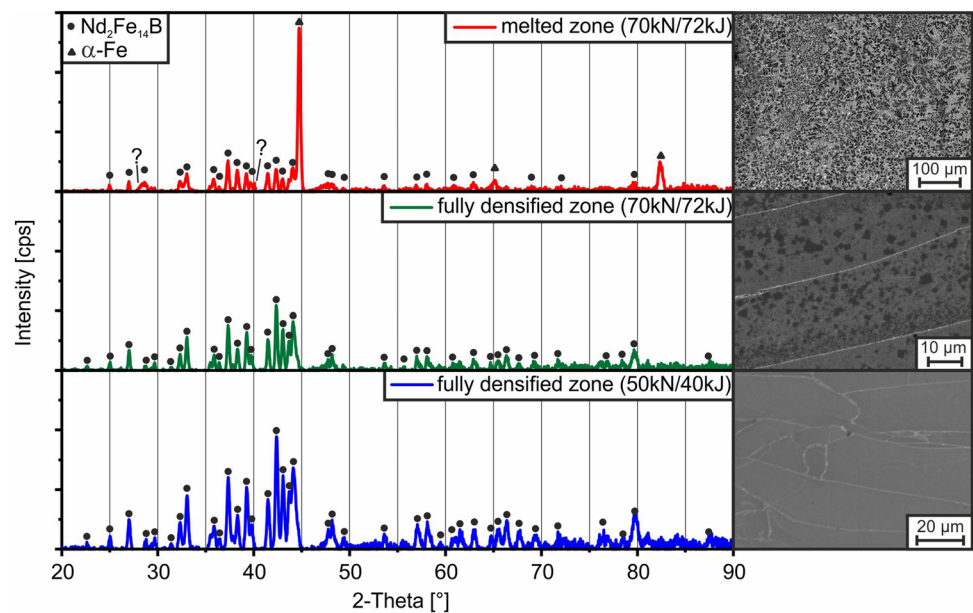 ● Nd₂Fe₁₄B
▲ α-Fe
melted zone (70kN/72kJ)
? ?
100 µm
fully densified zone (70kN/72kJ)
10 µm
fully densified zone (50kN/40kJ)
20 µm
Intensity [cps]
20 30 40 50 60 70 80 90
2-Theta [°]